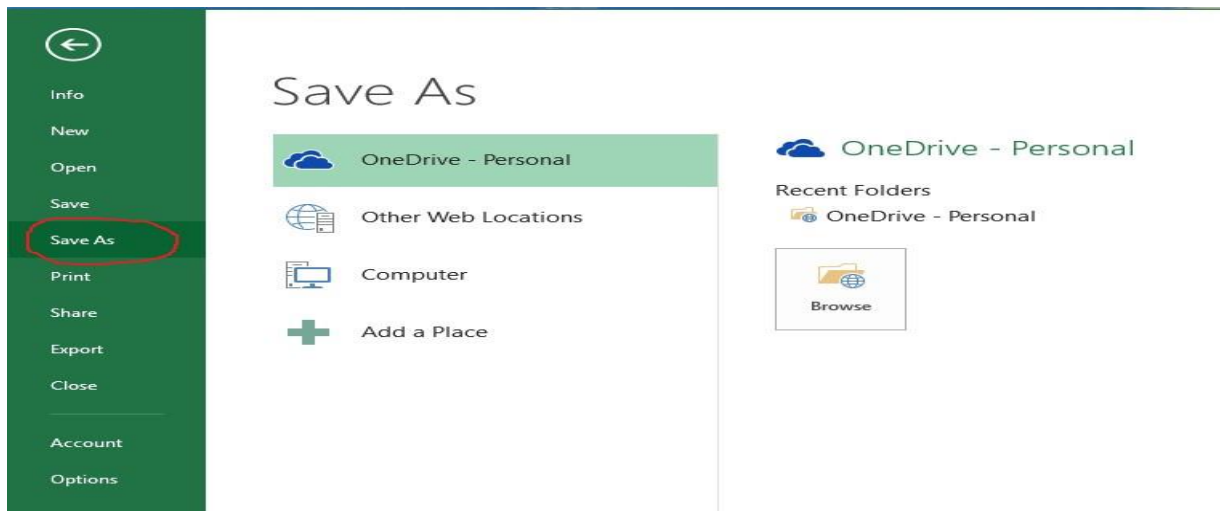 Info
New
Open
Save
Save As
Print
Share
Export
Close
Account
Options
Save As
OneDrive - Personal
Other Web Locations
Computer
Add a Place
OneDrive - Personal
Recent Folders
OneDrive - Personal
Browse